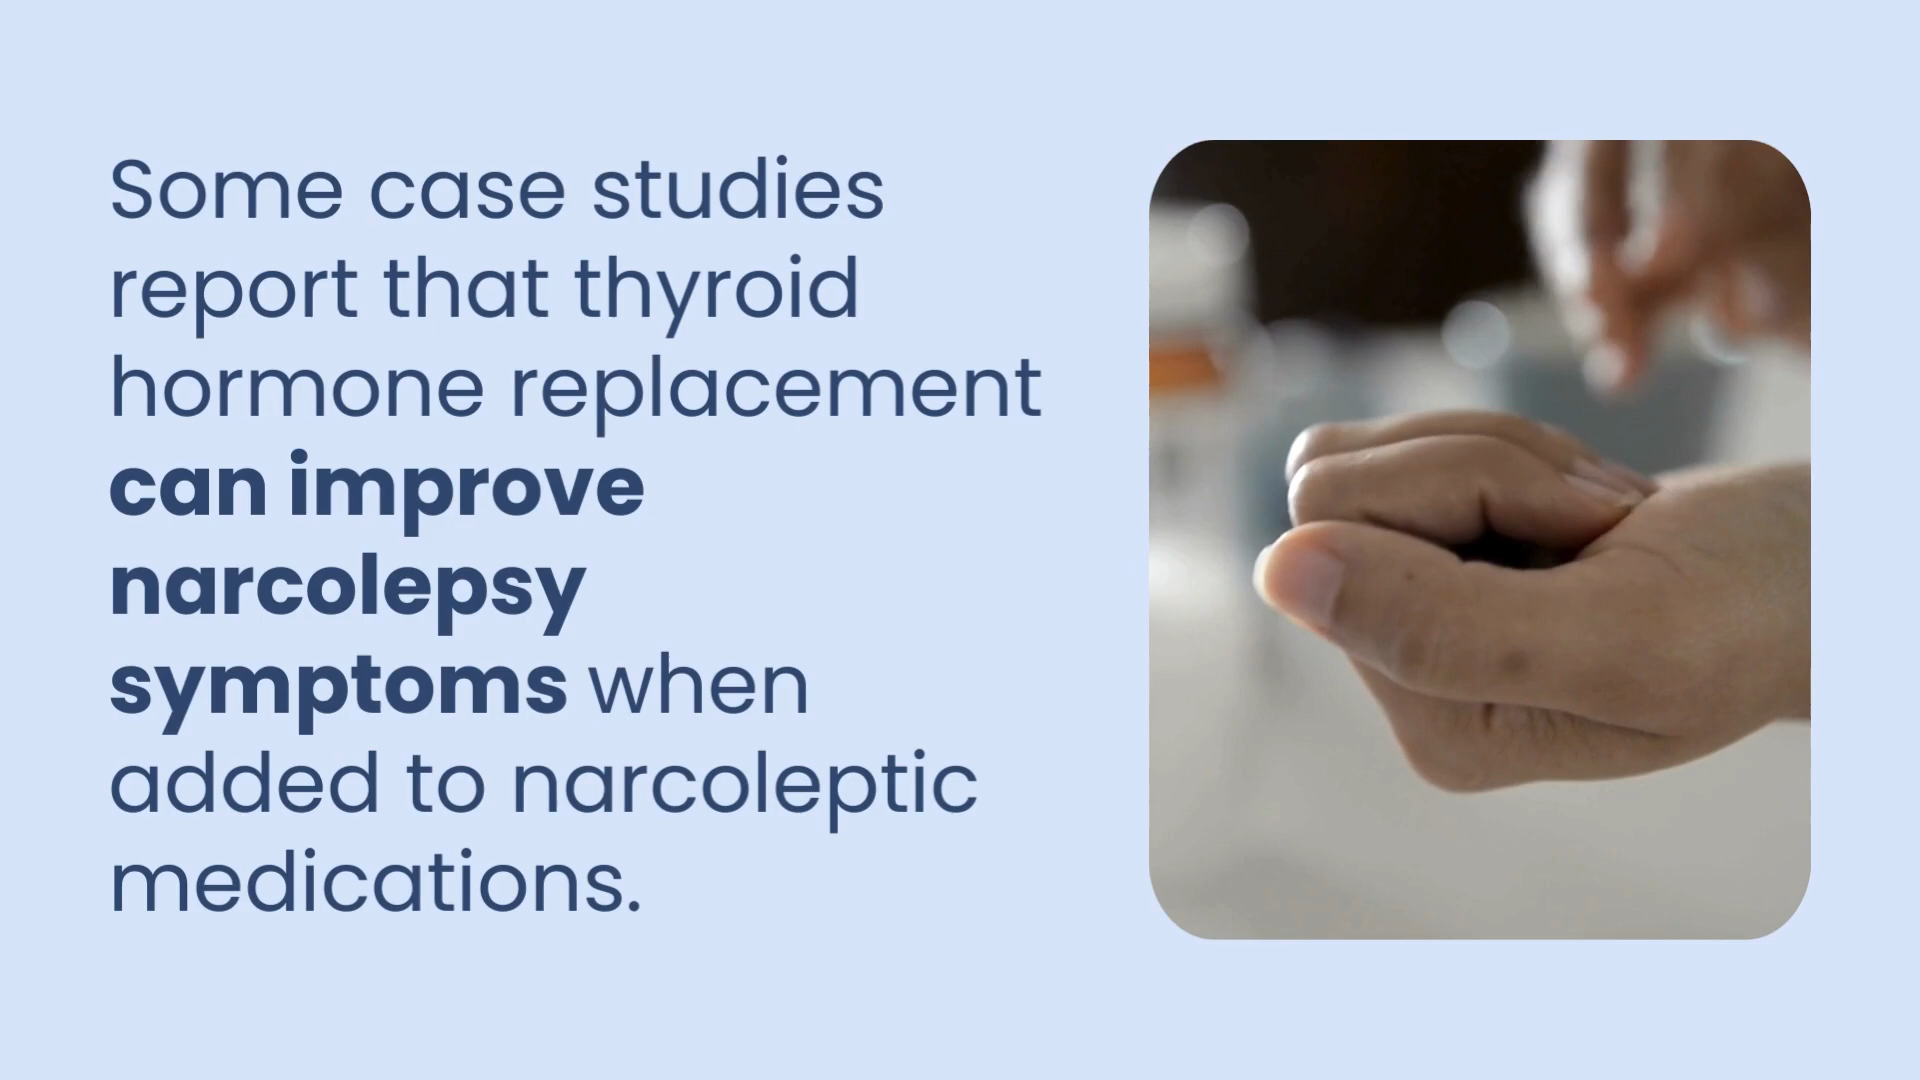 Some case studies
report that thyroid
hormone replacement
can improve
narcolepsy
symptoms when
added to narcoleptic
medications.